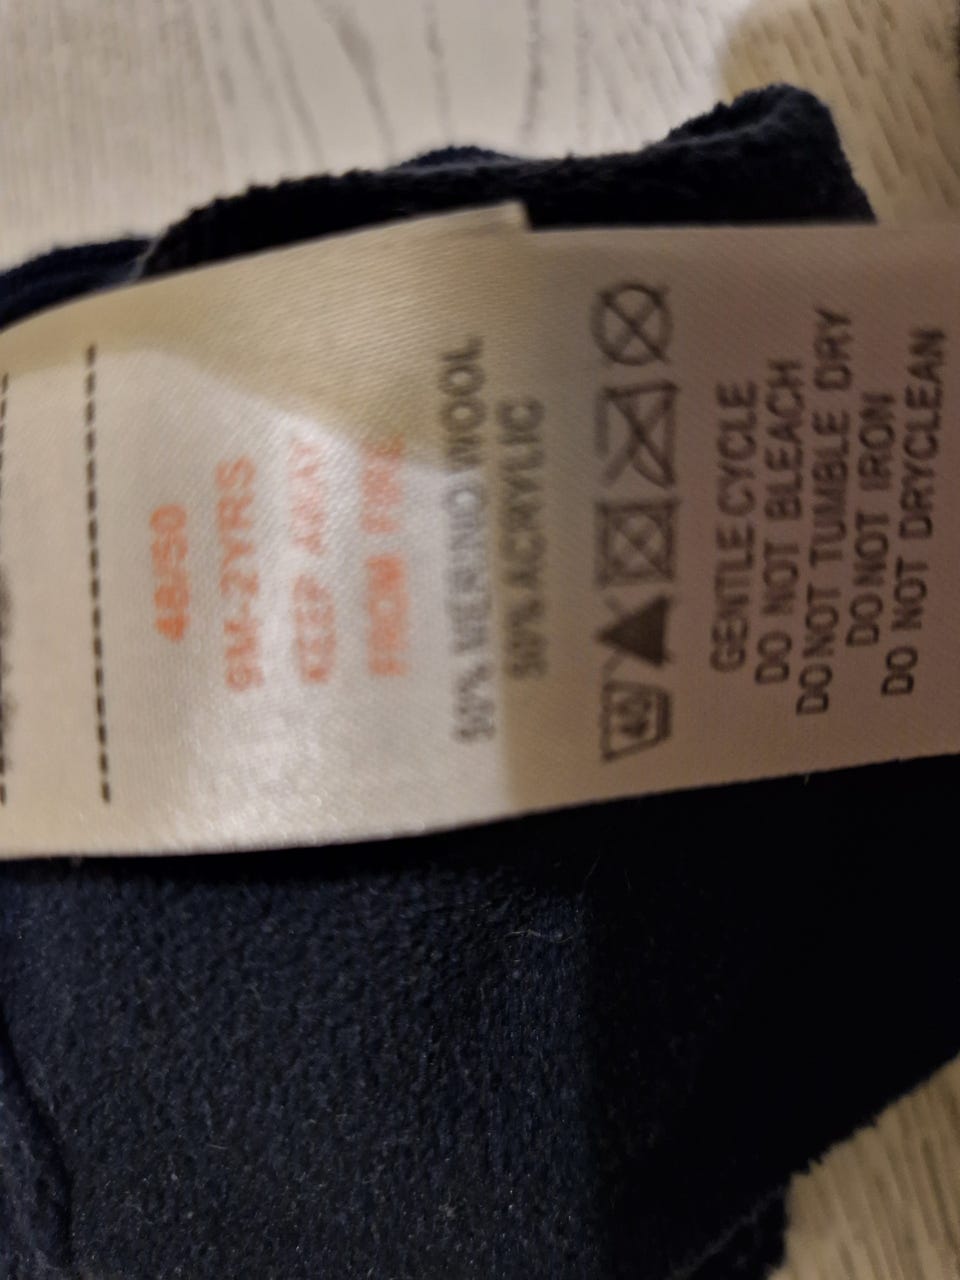 48/50
9M-2YRS
KEEP AWAY
FROM FIRE
50% MERINO WOOL
50% ACRYLIC
40
GENTLE CYCLE
DO NOT BLEACH
DO NOT TUMBLE DRY
DO NOT IRON
DO NOT DRYCLEAN